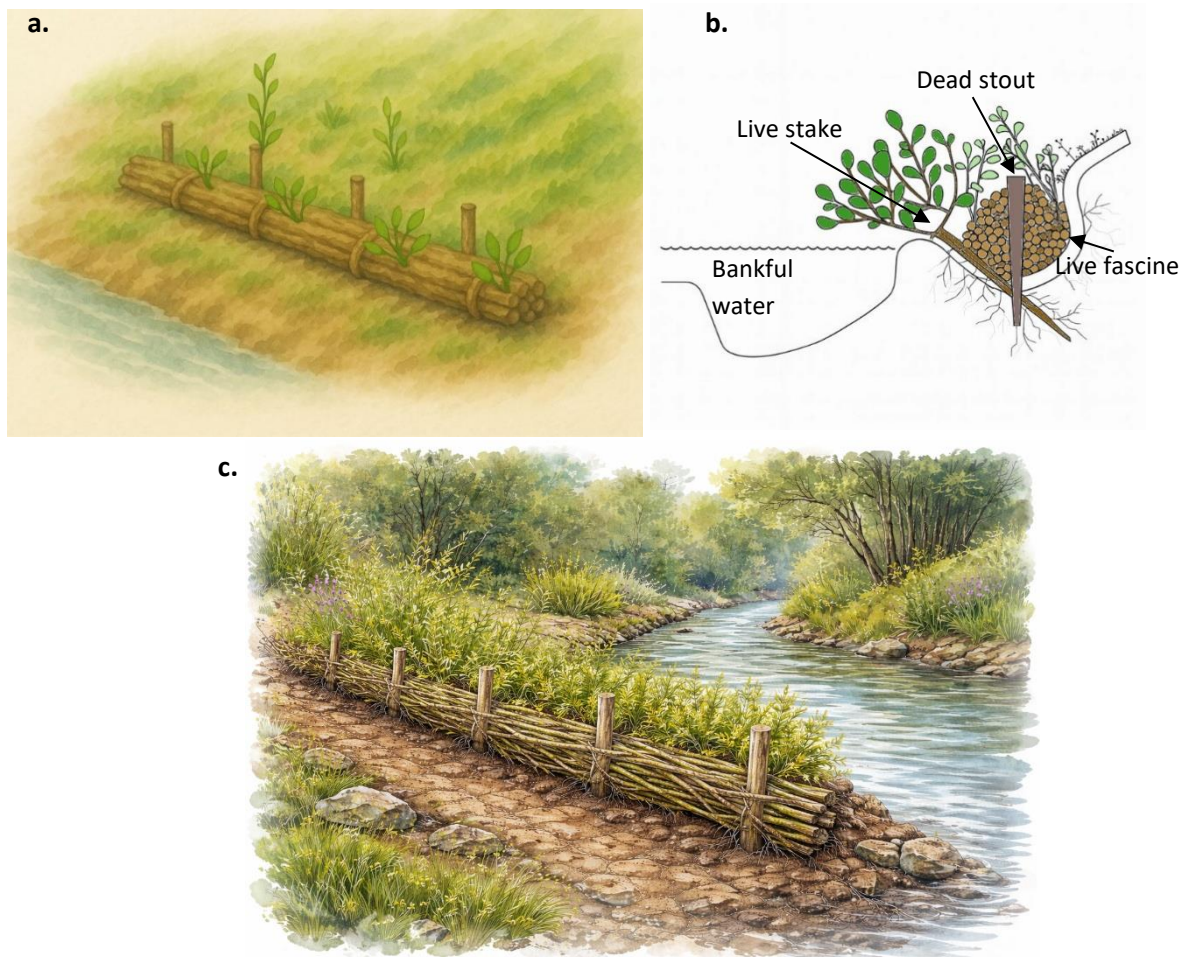 a.
b.
Dead stout
Live stake
Bankful
water
Live fascine
c.